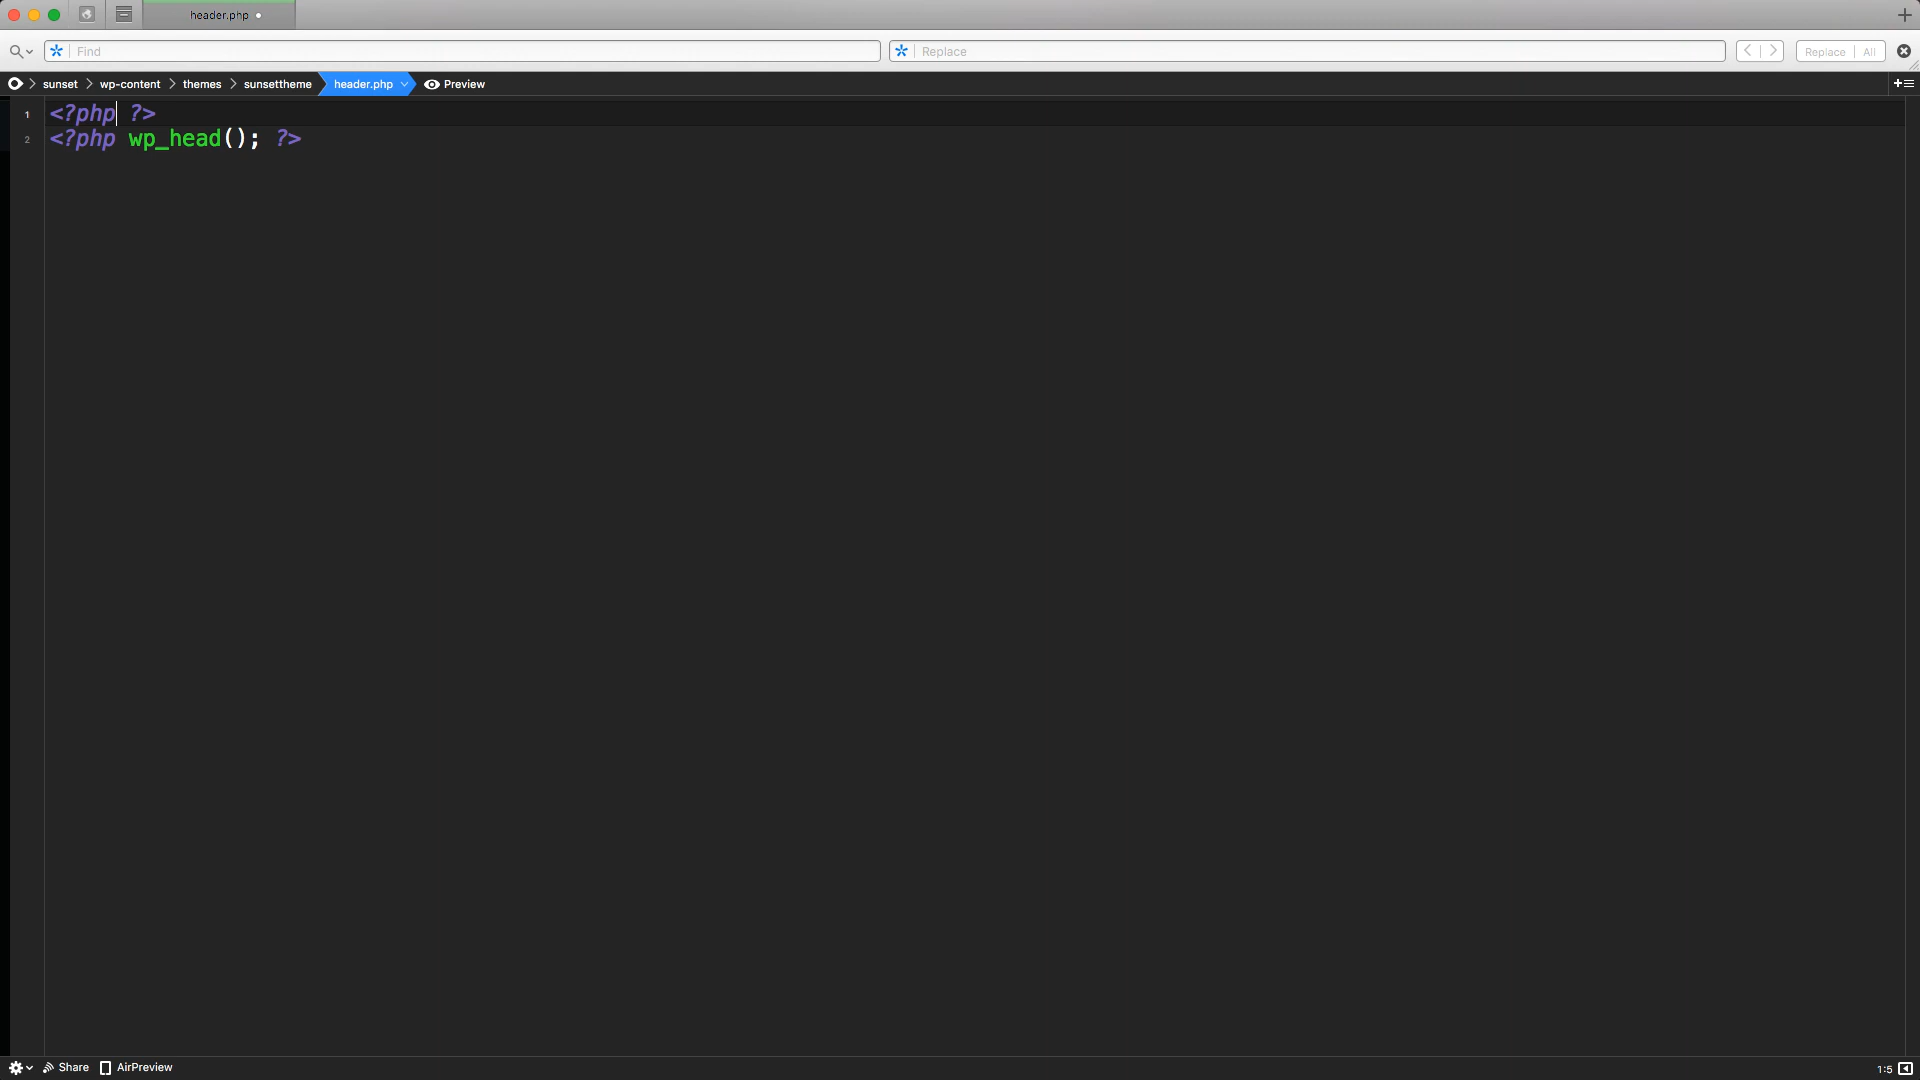 header.php
Find
Replace
Replace All
sunset wp-content themes sunsettheme header.php Preview
1 <?php ?>
2 <?php wp_head(); ?>
Share AirPreview
1:5